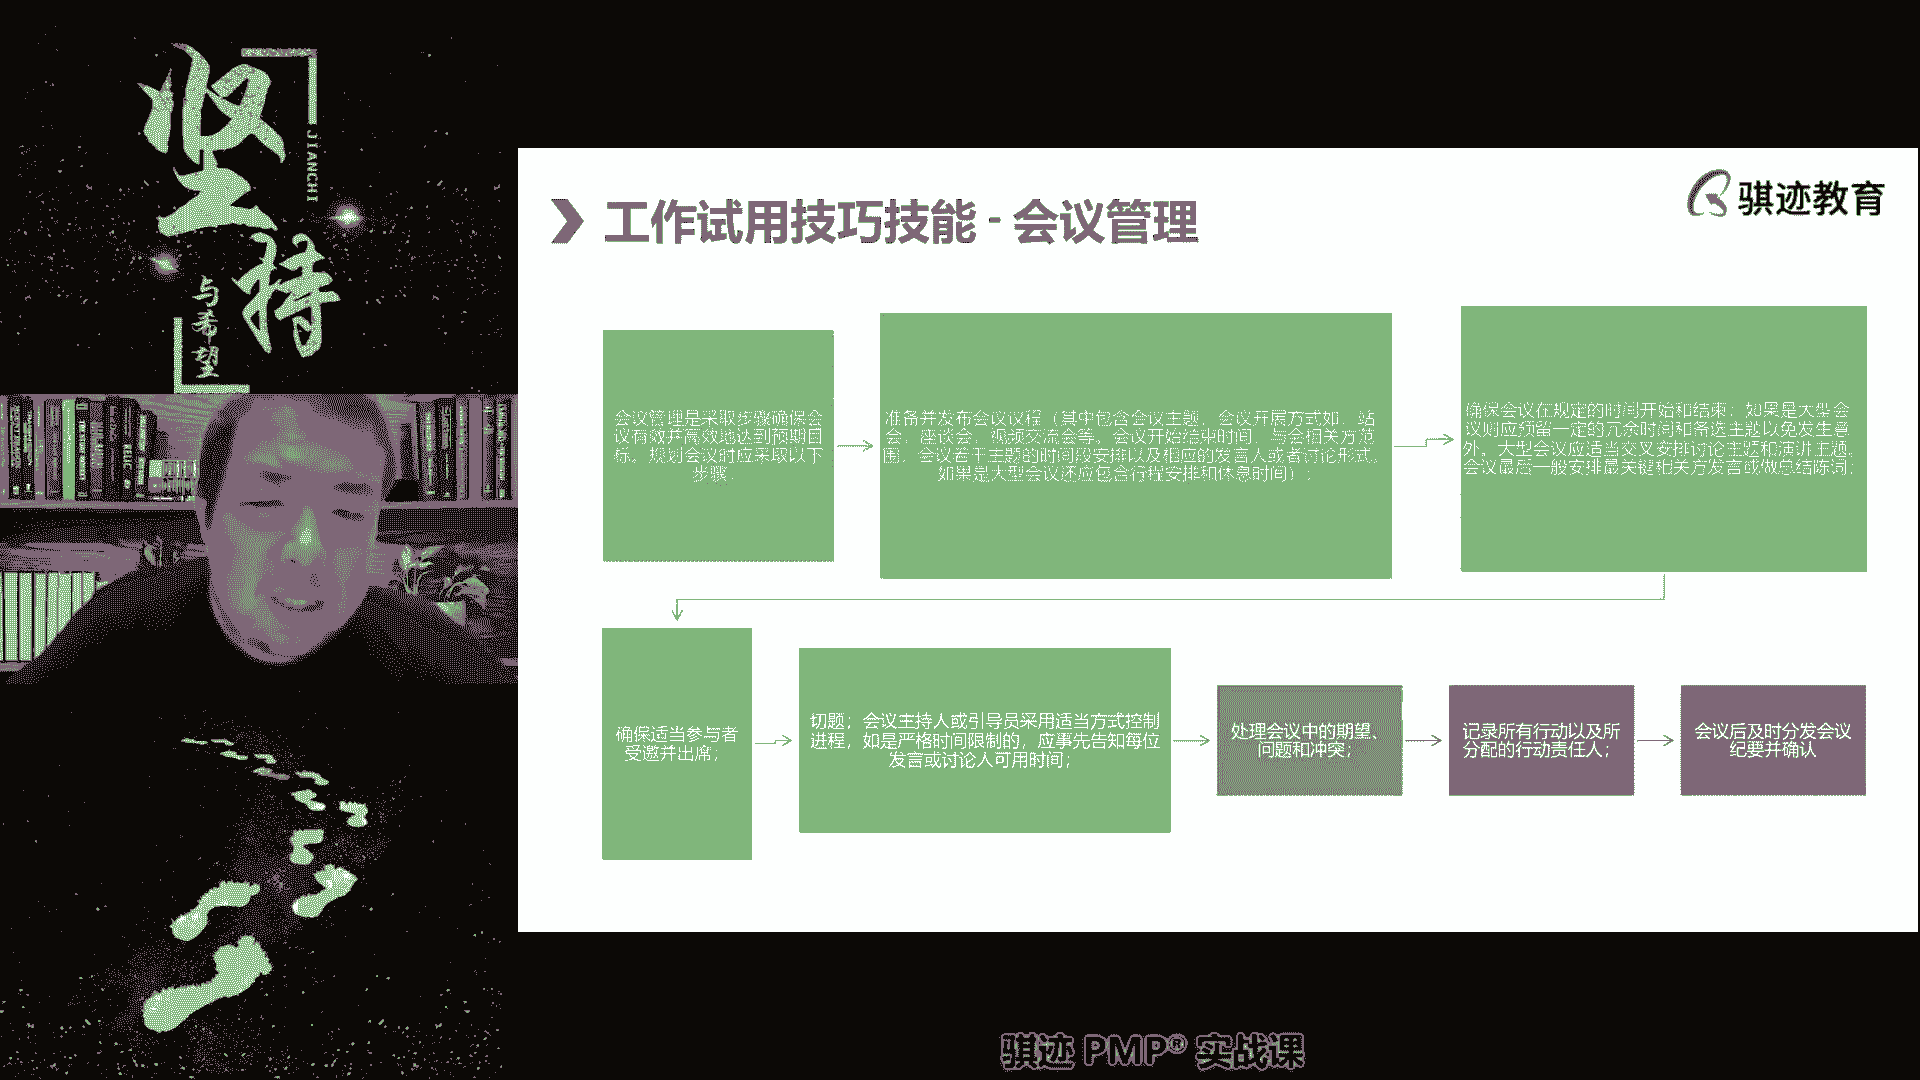 坚持
JIANCHI
与希望
骐迹教育
工作试用技巧技能 - 会议管理
会议管理是采取步骤确保会
议有效并高效地达到预期目
标。规划会议时应采取以下
步骤:
准备并发布会议议程(其中包含会议主题、会议开展方式如,站
会、座谈会、视频交流会等。会议开始结束时间、与会相关方范
围、会议若干主题的时间段安排以及相应的发言人或者讨论形式。
如果是大型会议还应包含行程安排和休息时间);
确保会议在规定的时间开始和结束;如果是大型会
议则应预留一定的冗余时间和备选主题以免发生意
外。大型会议应适当交叉安排讨论主题和演讲主题。
会议最后一般安排最关键相关方发言或做总结陈词;
确保适当参与者
受邀并出席;
切题;会议主持人或引导员采用适当方式控制
进程,如是严格时间限制的,应事先告知每位
发言或讨论人可用时间;
处理会议中的期望、
问题和冲突;
记录所有行动以及所
分配的行动责任人;
会议后及时分发会议
纪要并确认
骐迹 PMP® 实战课